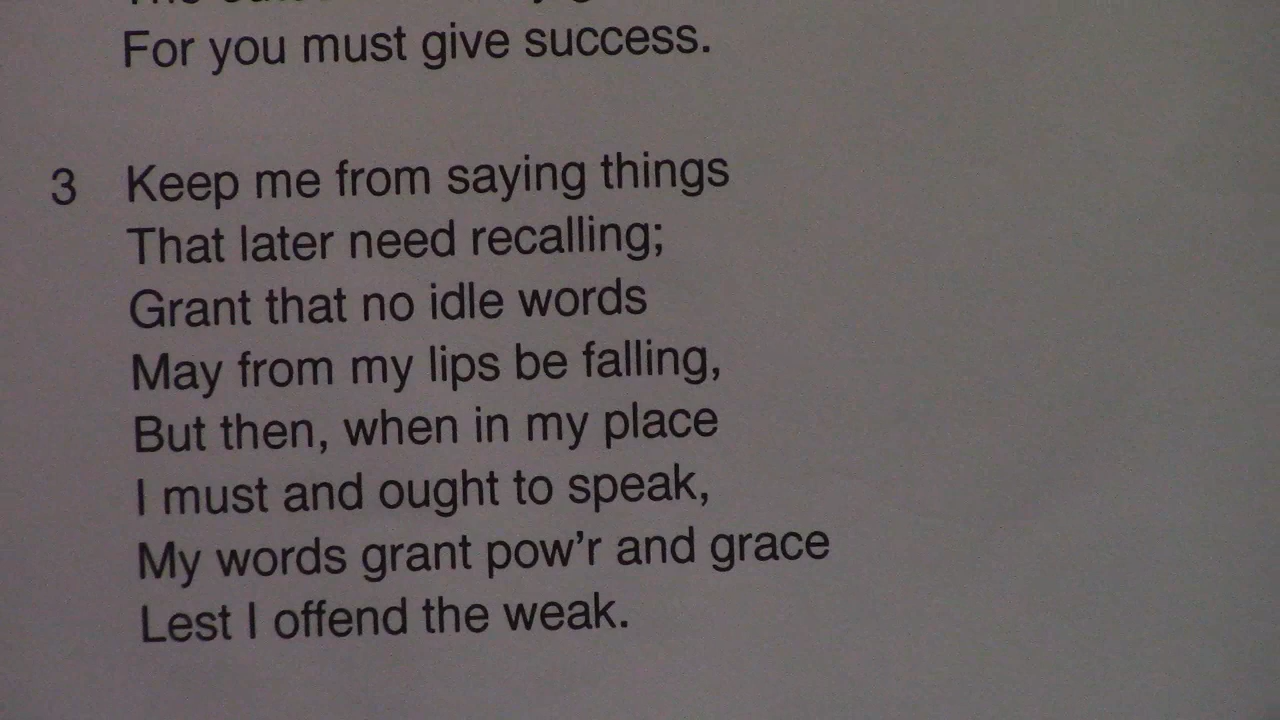 For you must give success.
3 Keep me from saying things
That later need recalling;
Grant that no idle words
May from my lips be falling,
But then, when in my place
I must and ought to speak,
My words grant pow'r and grace
Lest I offend the weak.